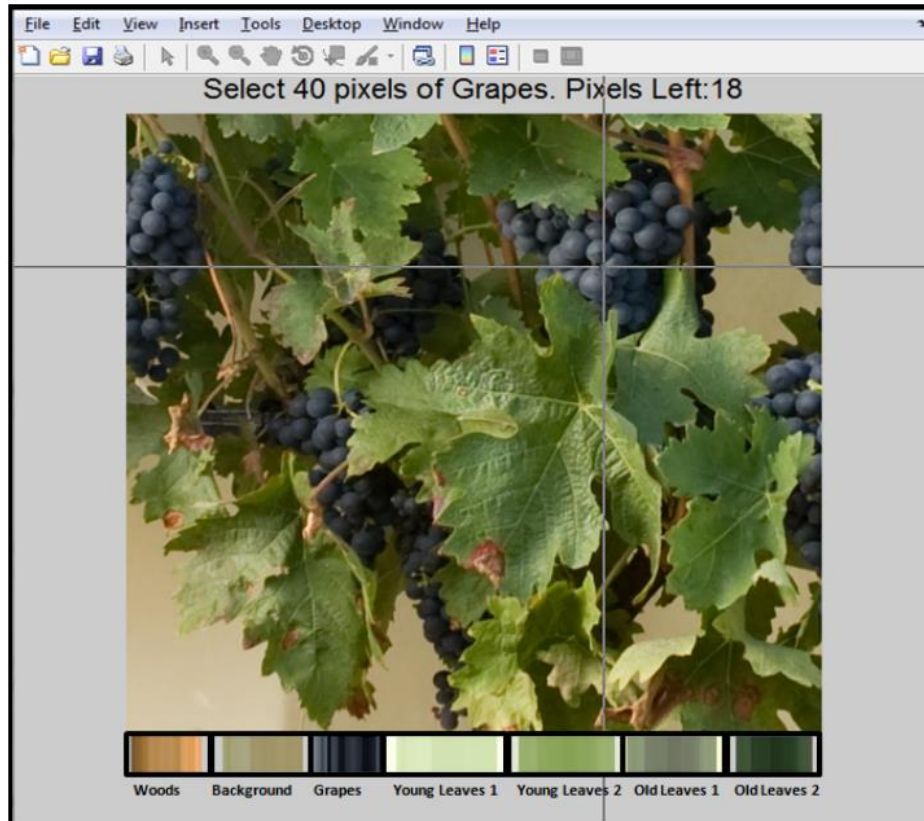 File Edit View Insert Tools Desktop Window Help
Select 40 pixels of Grapes. Pixels Left:18
Woods Background Grapes Young Leaves 1 Young Leaves 2 Old Leaves 1 Old Leaves 2